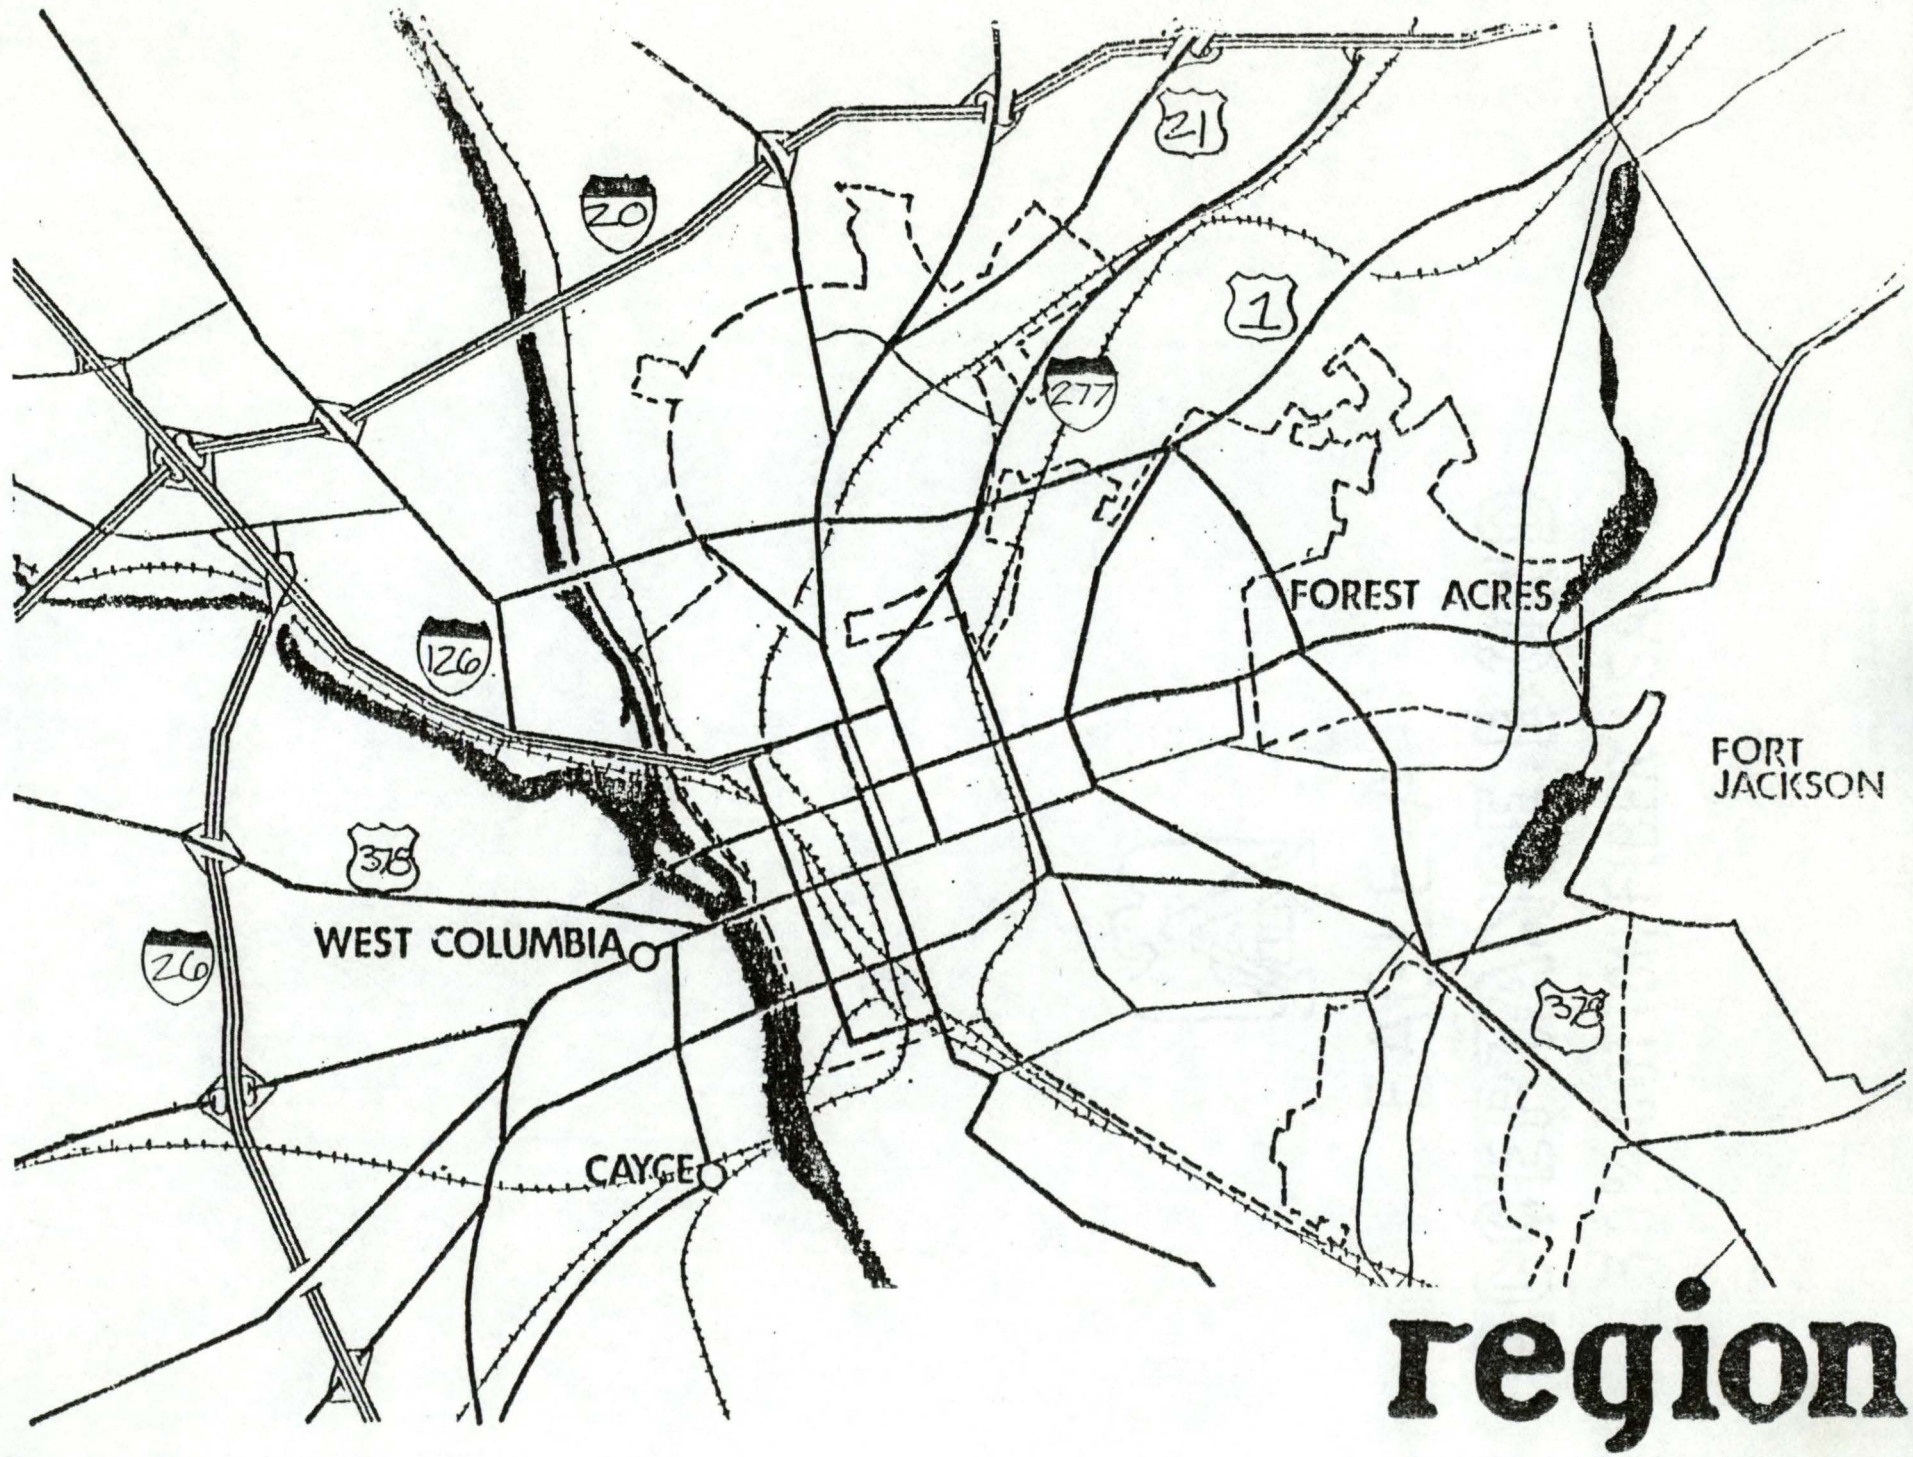 21
20
1
277
FOREST ACRES
126
FORT
JACKSON
378
WEST COLUMBIA
26
378
CAYCE
region